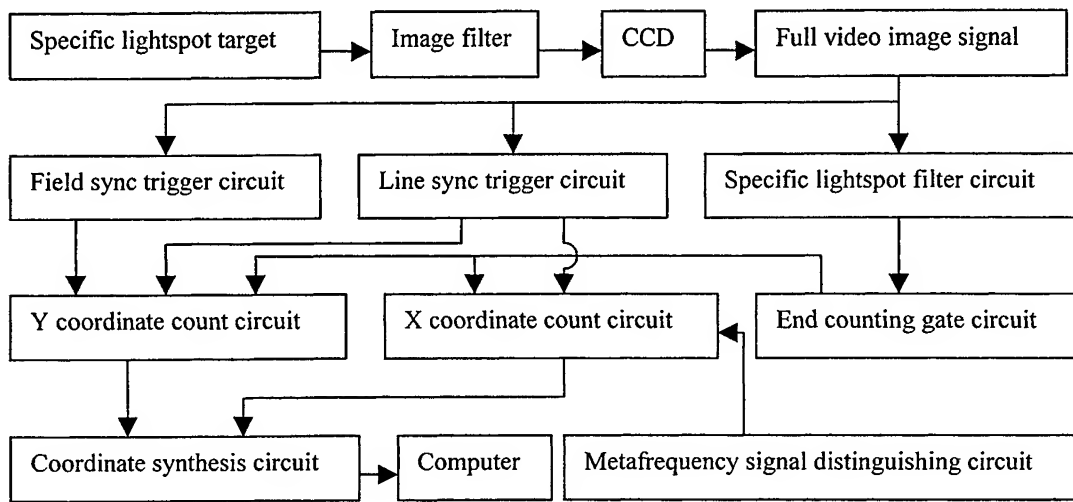 Specific lightspot target
Image filter
CCD
Full video image signal
Field sync trigger circuit
Line sync trigger circuit
Specific lightspot filter circuit
Y coordinate count circuit
X coordinate count circuit
End counting gate circuit
Coordinate synthesis circuit
Computer
Metafrequency signal distinguishing circuit